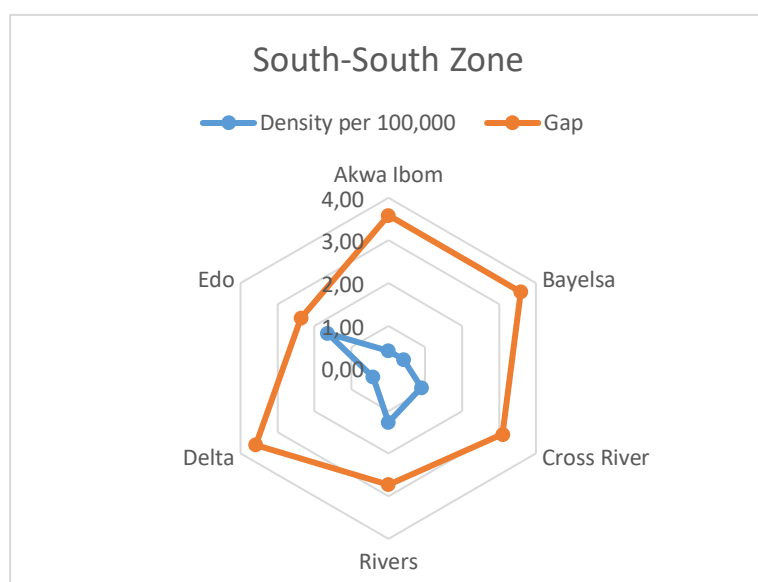 South-South Zone
Density per 100,000 Gap
Akwa Ibom
4,00
3,00
Edo
2,00
Bayelsa
1,00
0,00
Delta
Cross River
Rivers